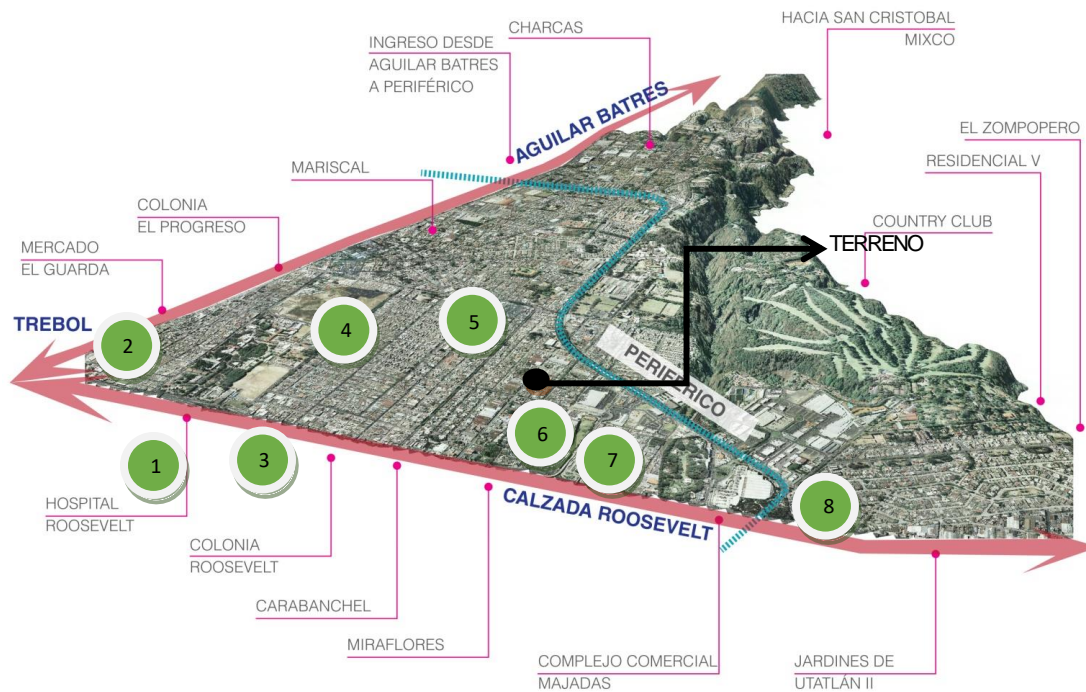 HACIA SAN CRISTOBAL
MIXCO
CHARCAS
INGRESO DESDE
AGUILAR BATRES
A PERIFÉRICO
AGUILAR BATRES
EL ZOMPOPERO
RESIDENCIAL V
MARISCAL
COLONIA
EL PROGRESO
COUNTRY CLUB
TERRENO
MERCADO
EL GUARDA
TREBOL
2
4
5
PERIFÉRICO
6
1
3
7
8
HOSPITAL
ROOSEVELT
CALZADA ROOSEVELT
COLONIA
ROOSEVELT
CARABANCHEL
MIRAFLORES
COMPLEJO COMERCIAL
MAJADAS
JARDINES DE
UTATLÁN II